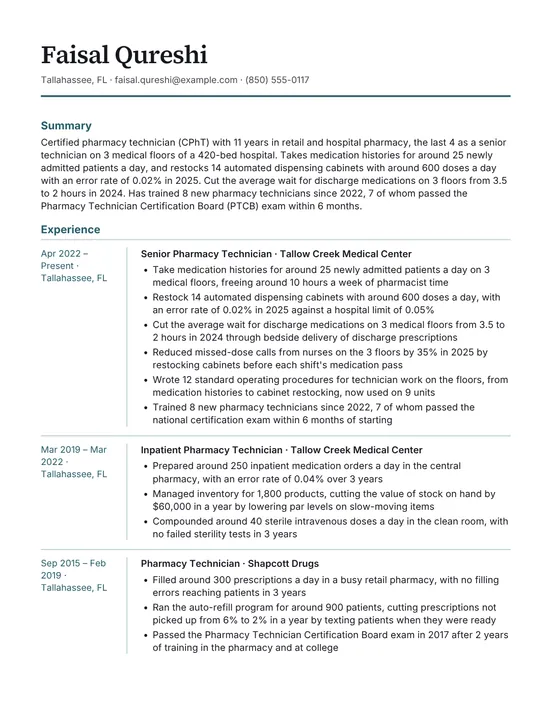 Faisal Qureshi
Tallahassee, FL · faisal.qureshi@example.com · (850) 555-0117
Summary
Certified pharmacy technician (CPhT) with 11 years in retail and hospital pharmacy, the last 4 as a senior
technician on 3 medical floors of a 420-bed hospital. Takes medication histories for around 25 newly
admitted patients a day, and restocks 14 automated dispensing cabinets with around 600 doses a day
with an error rate of 0.02% in 2025. Cut the average wait for discharge medications on 3 floors from 3.5
to 2 hours in 2024. Has trained 8 new pharmacy technicians since 2022, 7 of whom passed the
Pharmacy Technician Certification Board (PTCB) exam within 6 months.
Experience
Apr 2022 –
Present ·
Tallahassee, FL
Senior Pharmacy Technician · Tallow Creek Medical Center
• Take medication histories for around 25 newly admitted patients a day on 3
medical floors, freeing around 10 hours a week of pharmacist time
• Restock 14 automated dispensing cabinets with around 600 doses a day, with
an error rate of 0.02% in 2025 against a hospital limit of 0.05%
• Cut the average wait for discharge medications on 3 medical floors from 3.5 to
2 hours in 2024 through bedside delivery of discharge prescriptions
• Reduced missed-dose calls from nurses on the 3 floors by 35% in 2025 by
restocking cabinets before each shift's medication pass
• Wrote 12 standard operating procedures for technician work on the floors, from
medication histories to cabinet restocking, now used on 9 units
• Trained 8 new pharmacy technicians since 2022, 7 of whom passed the
national certification exam within 6 months of starting
Mar 2019 – Mar
2022 ·
Tallahassee, FL
Inpatient Pharmacy Technician · Tallow Creek Medical Center
• Prepared around 250 inpatient medication orders a day in the central
pharmacy, with an error rate of 0.04% over 3 years
• Managed inventory for 1,800 products, cutting the value of stock on hand by
$60,000 in a year by lowering par levels on slow-moving items
• Compounded around 40 sterile intravenous doses a day in the clean room, with
no failed sterility tests in 3 years
Sep 2015 – Feb
2019 ·
Tallahassee, FL
Pharmacy Technician · Shapcott Drugs
• Filled around 300 prescriptions a day in a busy retail pharmacy, with no filling
errors reaching patients in 3 years
• Ran the auto-refill program for around 900 patients, cutting prescriptions not
picked up from 6% to 2% in a year by texting patients when they were ready
• Passed the Pharmacy Technician Certification Board exam in 2017 after 2 years
of training in the pharmacy and at college